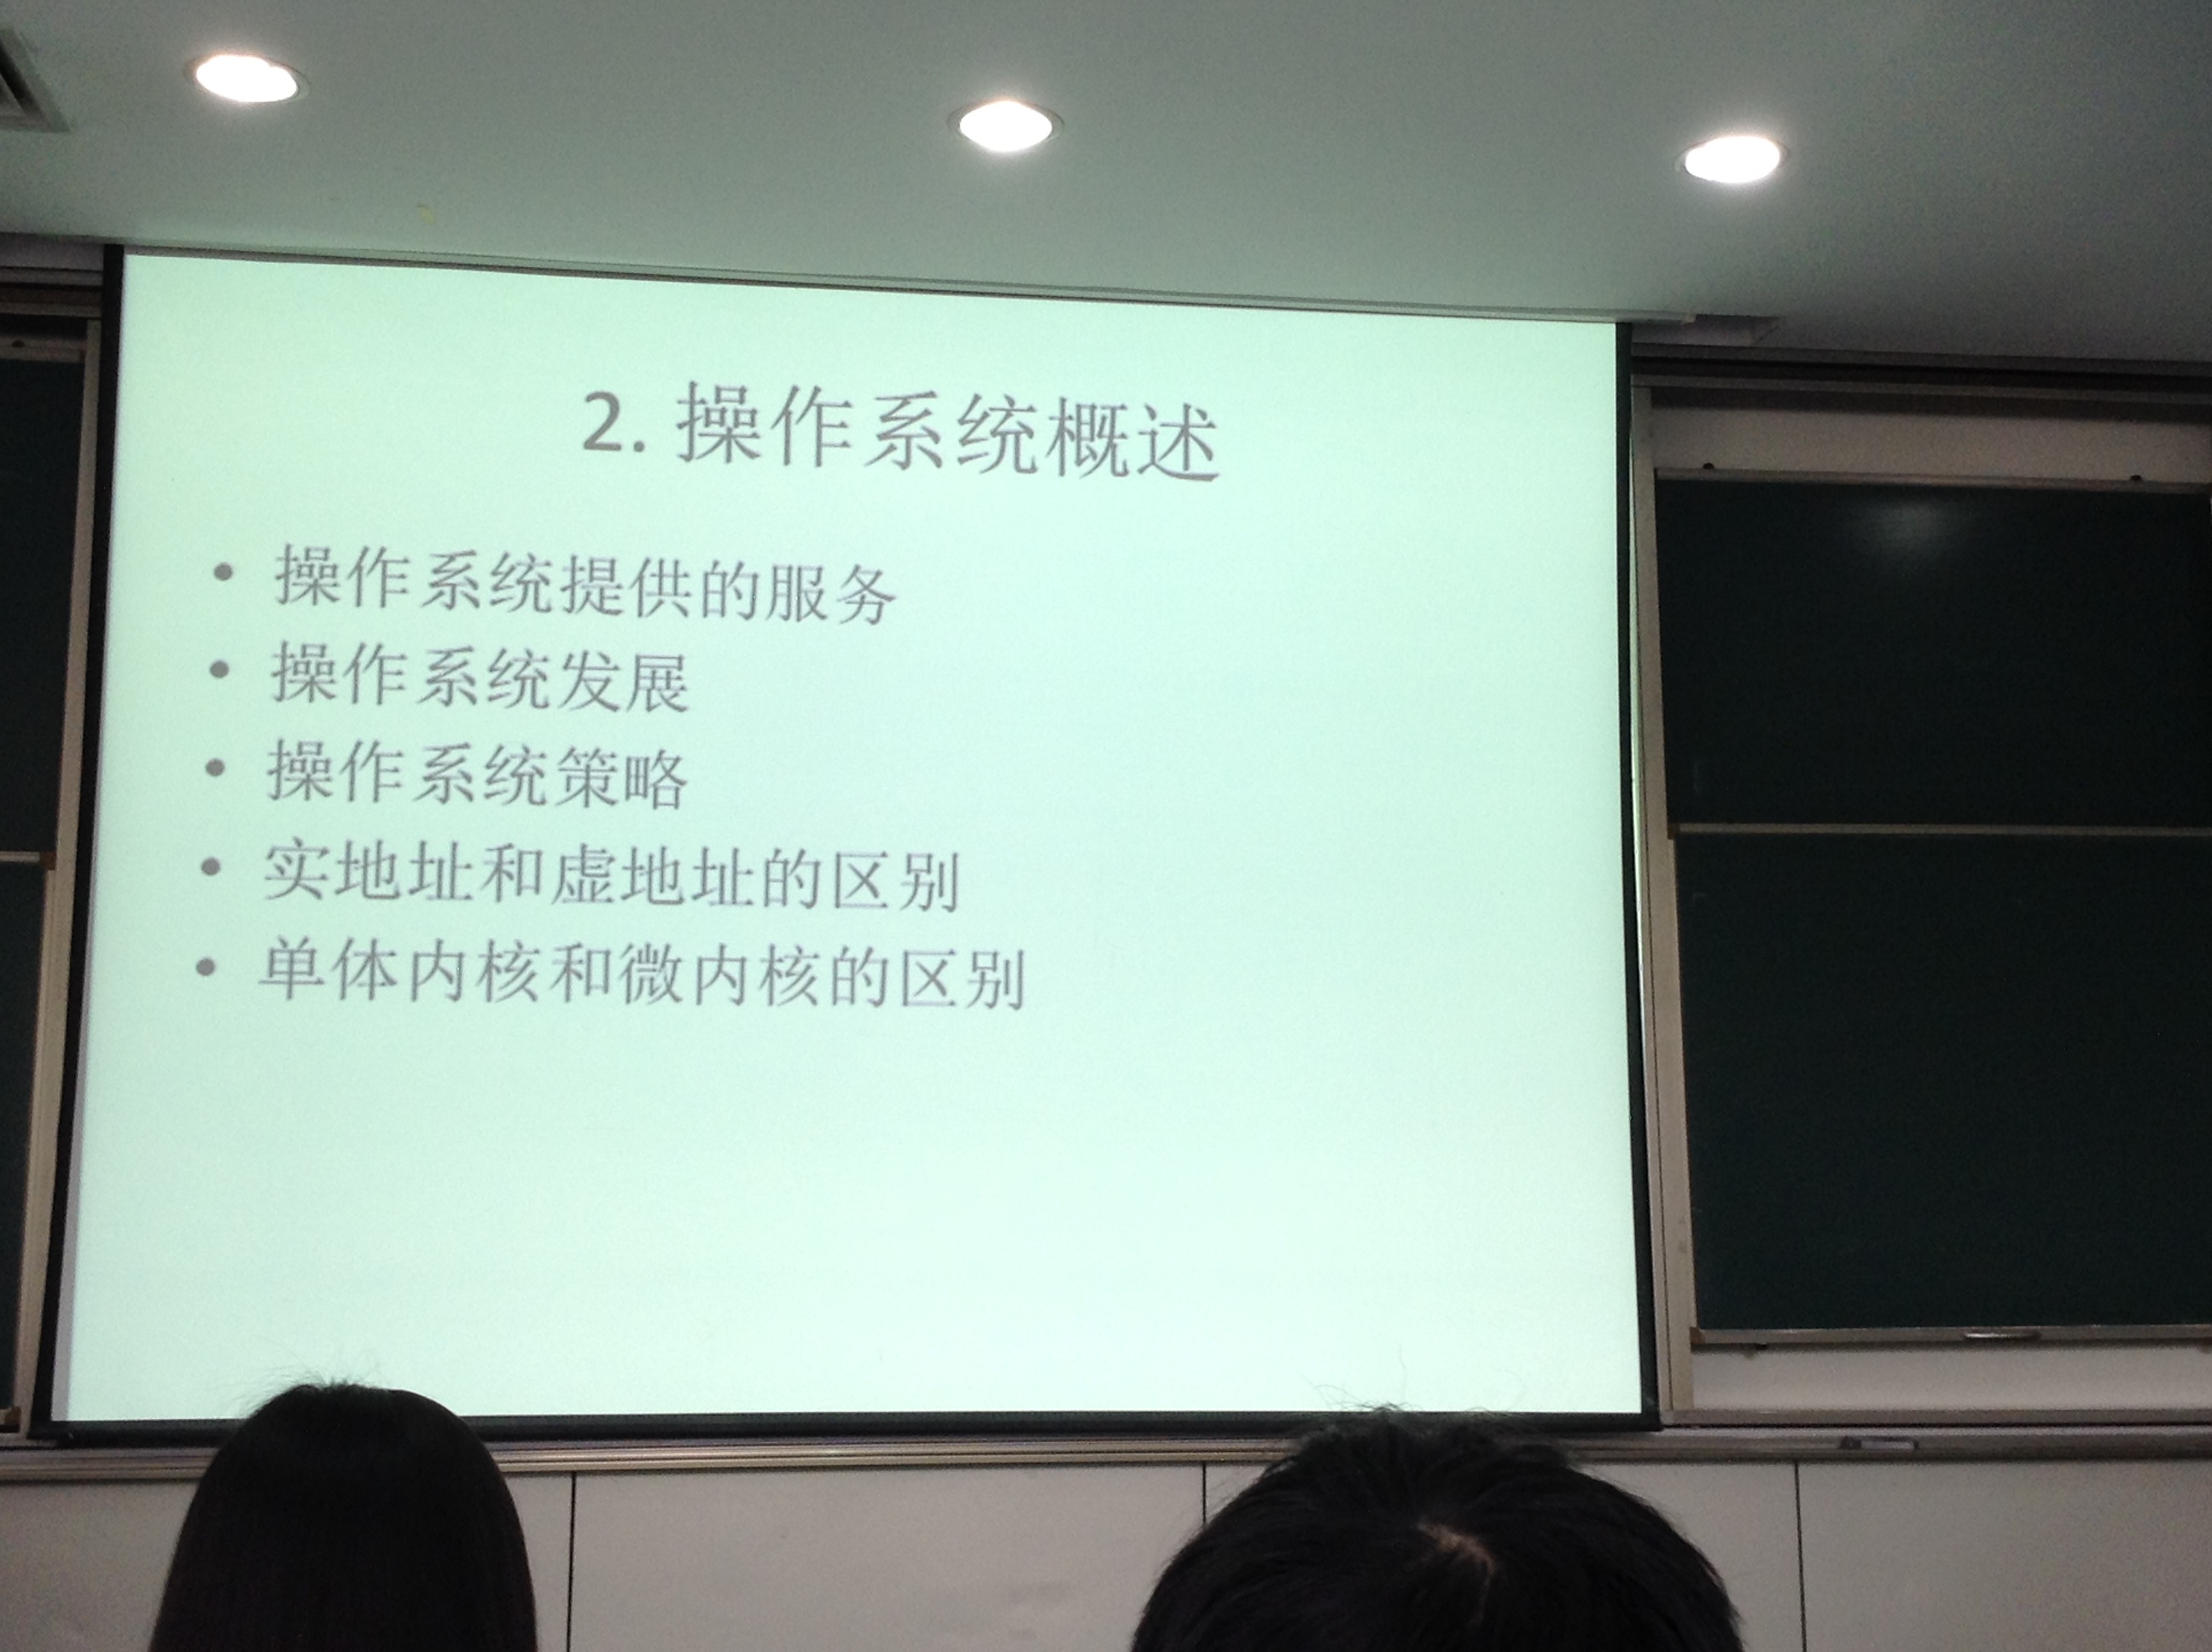 2. 操作系统概述
• 操作系统提供的服务
• 操作系统发展
• 操作系统策略
• 实地址和虚地址的区别
• 单体内核和微内核的区别